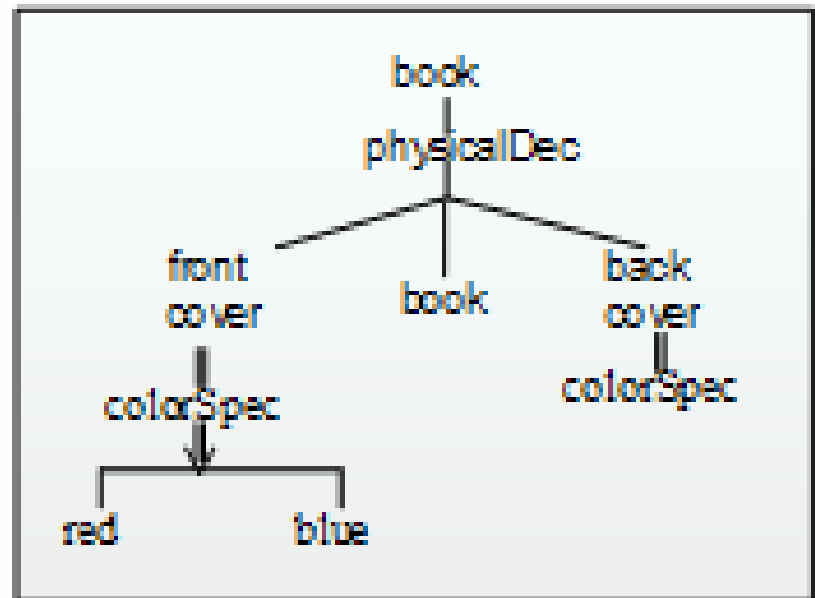 book
physicalDec
front
cover
book
back
cover
colorSpec
colorSpec
red
blue